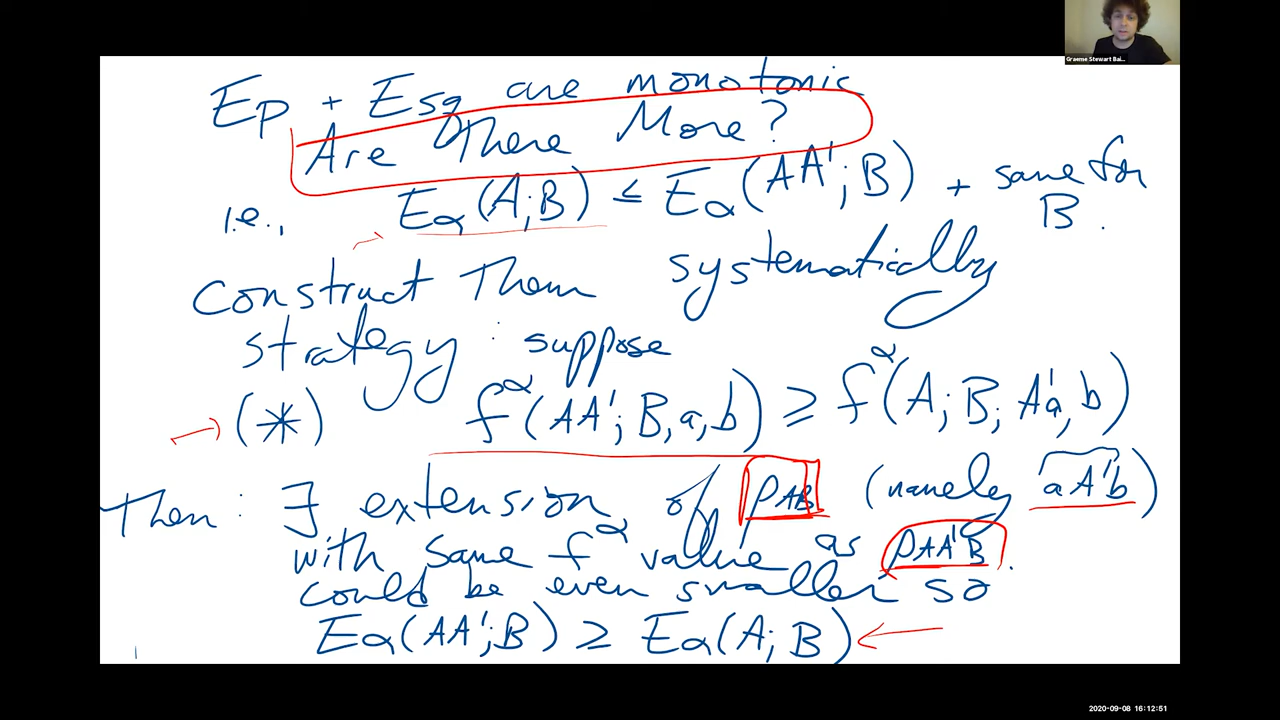 Graeme Stewart Bai...
Ep + Esq are monotonic
Are There More?
i.e., Eα(A;B) ≤ Eα(AA';B) + same for B.
construct Them systematically
strategy: suppose
(*) f^α(AA'; B, a, b) ≥ f^α(A; B, A'a, b)
Then: ∃ extension of ρAB (namely aA'b)
with same f^α value as ρAA'B.
could be even smaller so
Eα(AA';B) ≥ Eα(A;B)
2020-09-08 16:12:51